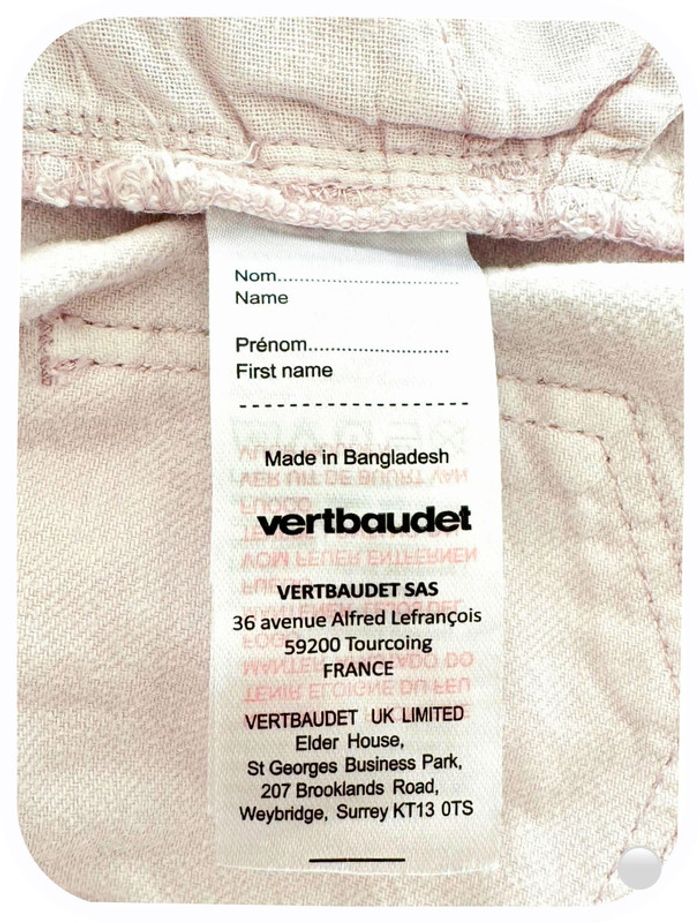 Nom..........................................
Name
Prénom.................................
First name
--------------------------------
Made in Bangladesh
vertbaudet
VERTBAUDET SAS
36 avenue Alfred Lefrançois
59200 Tourcoing
FRANCE
VERTBAUDET UK LIMITED
Elder House,
St Georges Business Park,
207 Brooklands Road,
Weybridge, Surrey KT13 0TS